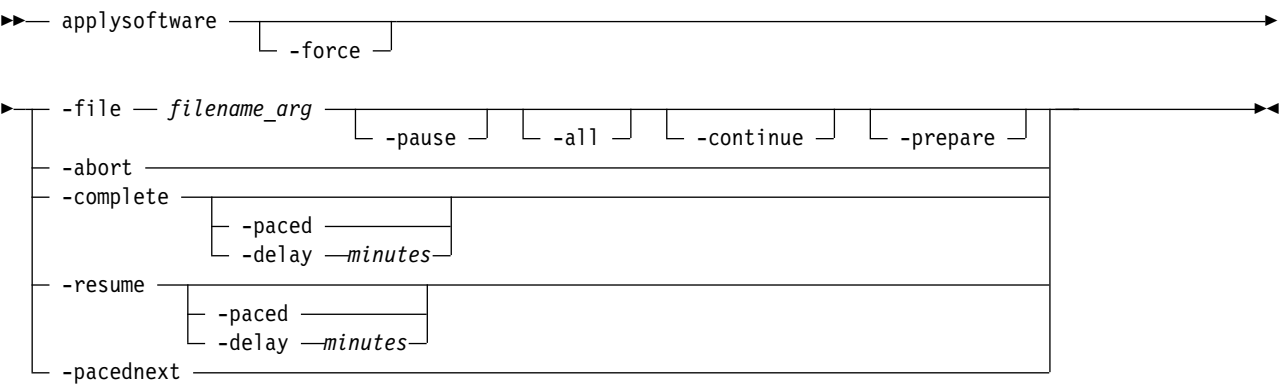 applysoftware
-force
-file filename_arg
-pause -all -continue -prepare
-abort
-complete
-paced
-delay minutes
-resume
-paced
-delay minutes
-pacednext